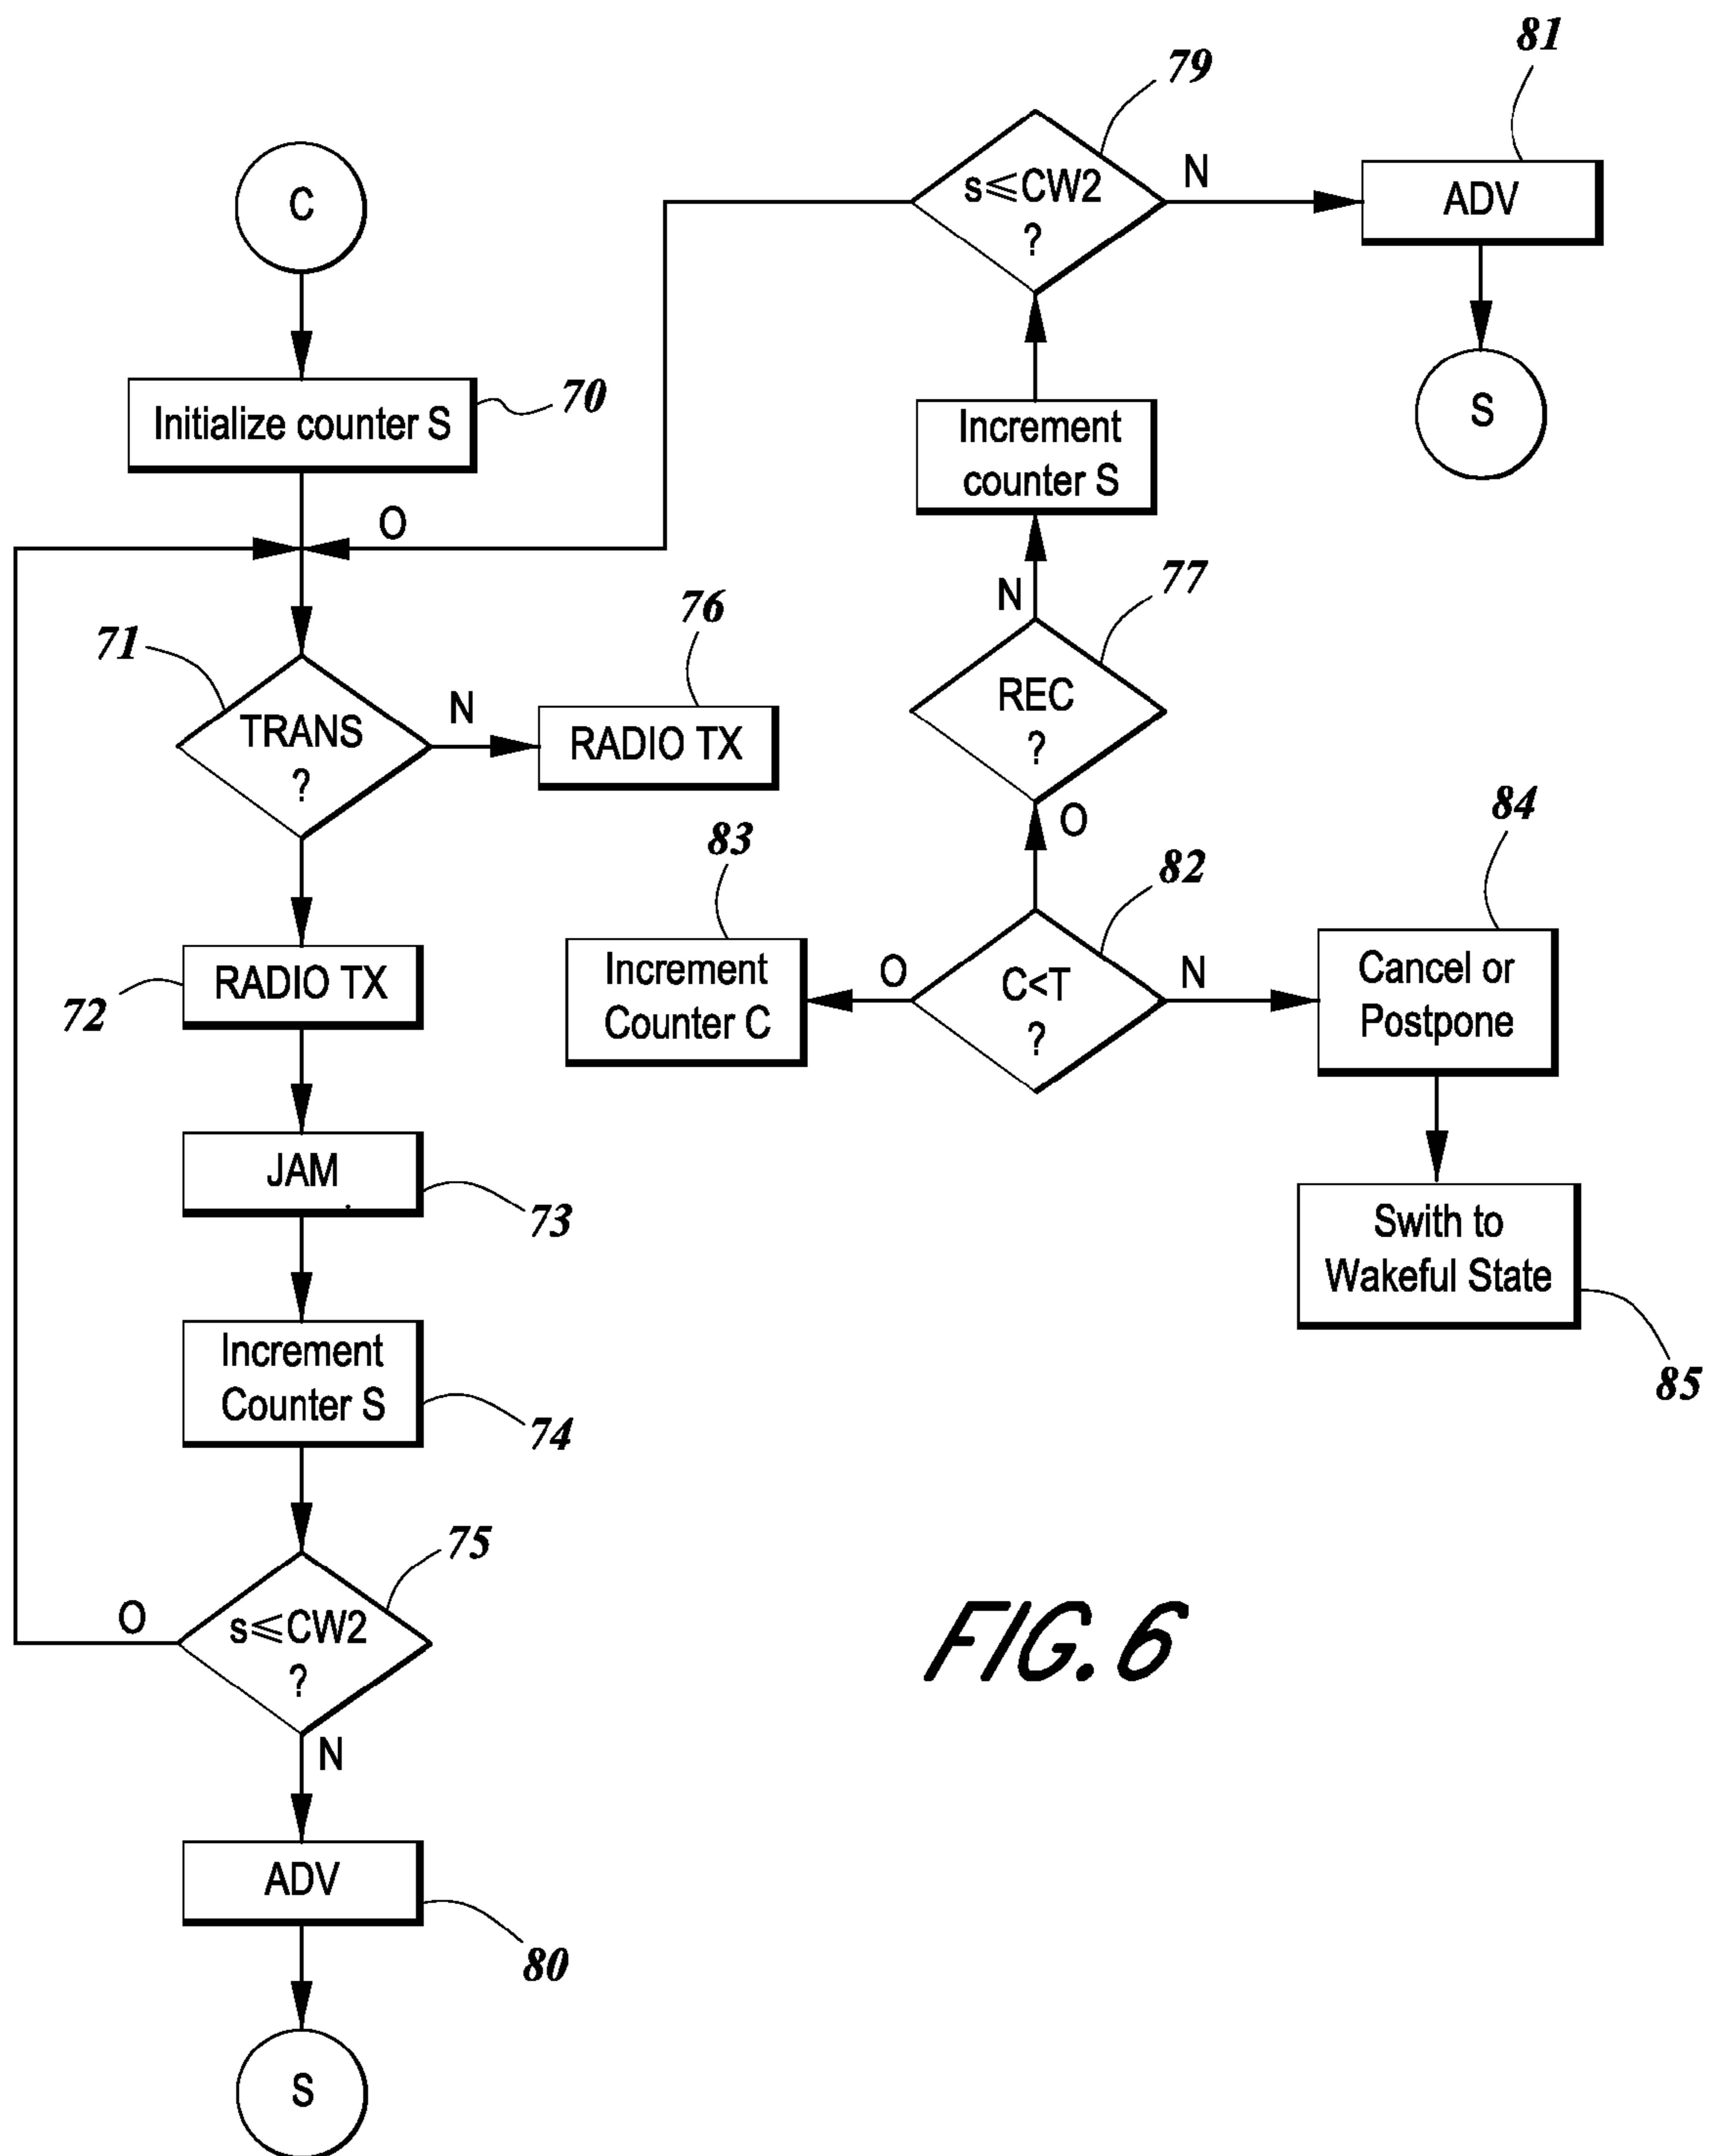 81
79
s≤CW2
?
N
ADV
C
Initialize counter S
70
Increment
counter S
S
O
77
N
76
71
TRANS
?
N
RADIO TX
REC
?
O
84
83
82
Increment
Counter C
O
C<T
?
N
Cancel or
Postpone
RADIO TX
72
JAM
73
Swith to
Wakeful State
85
Increment
Counter S
74
75
O
s≤CW2
?
N
FIG. 6
ADV
80
S